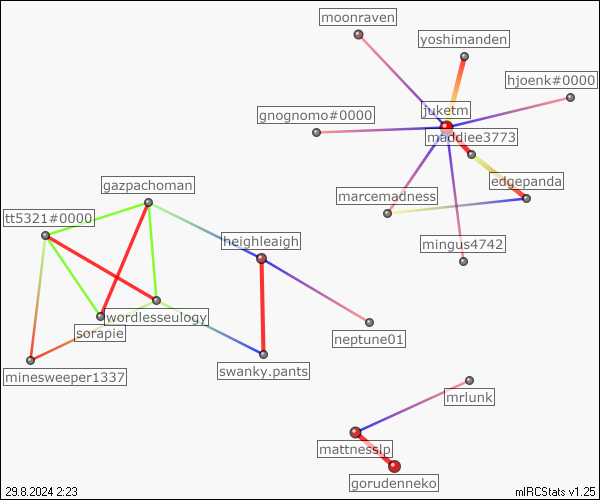 moonraven
yoshimanden
hjoenk#0000
juketm
gnognomo#0000
maddiee3773
edgepanda
gazpachoman
marcemadness
tt5321#0000
heighleaigh
mingus4742
wordlesseulogy
sorapie
neptune01
minesweeper1337
swanky.pants
mrlunk
mattnesslp
gorudenneko
29.8.2024 2:23
mIRCStats v1.25